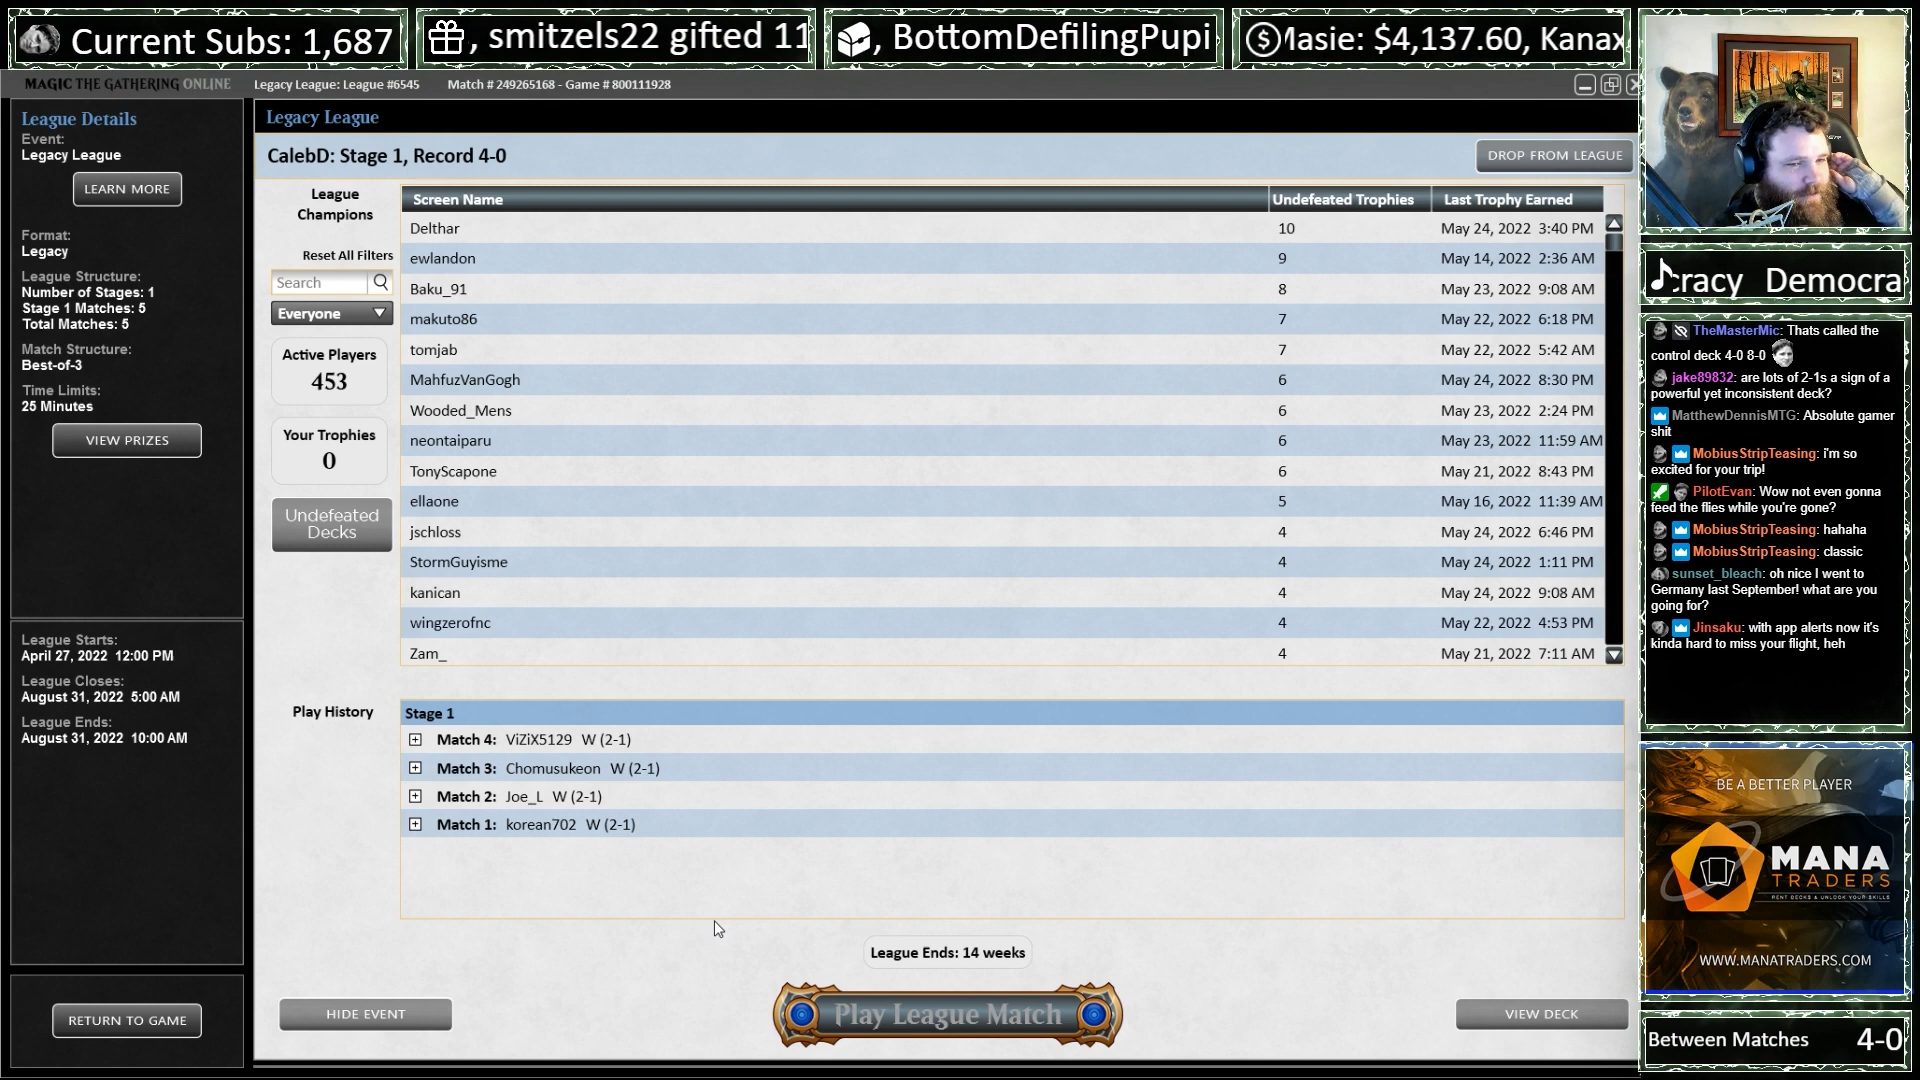 Current Subs: 1,687
, smitzels22 gifted 11
, BottomDefilingPupi
Masie: $4,137.60, Kanax
MAGIC THE GATHERING ONLINE
Legacy League: League #6545
Match # 249265168 - Game # 800111928
League Details
Event:
Legacy League
LEARN MORE
Format:
Legacy
League Structure:
Number of Stages: 1
Stage 1 Matches: 5
Total Matches: 5
Match Structure:
Best-of-3
Time Limits:
25 Minutes
VIEW PRIZES
League Starts:
April 27, 2022 12:00 PM
League Closes:
August 31, 2022 5:00 AM
League Ends:
August 31, 2022 10:00 AM
RETURN TO GAME
Legacy League
CalebD: Stage 1, Record 4-0
DROP FROM LEAGUE
League
Champions
Reset All Filters
Search
Everyone
Active Players
453
Your Trophies
0
Undefeated
Decks
Screen Name Undefeated Trophies Last Trophy Earned
Delthar 10 May 24, 2022 3:40 PM
ewlandon 9 May 14, 2022 2:36 AM
Baku_91 8 May 23, 2022 9:08 AM
makuto86 7 May 22, 2022 6:18 PM
tomjab 7 May 22, 2022 5:42 AM
MahfuzVanGogh 6 May 24, 2022 8:30 PM
Wooded_Mens 6 May 23, 2022 2:24 PM
neontaiparu 6 May 23, 2022 11:59 AM
TonyScapone 6 May 21, 2022 8:43 PM
ellaone 5 May 16, 2022 11:39 AM
jschloss 4 May 24, 2022 6:46 PM
StormGuyisme 4 May 24, 2022 1:11 PM
kanican 4 May 24, 2022 9:08 AM
wingzerofnc 4 May 22, 2022 4:53 PM
Zam_ 4 May 21, 2022 7:11 AM
Play History
Stage 1
Match 4: ViZiX5129 W (2-1)
Match 3: Chomusukeon W (2-1)
Match 2: Joe_L W (2-1)
Match 1: korean702 W (2-1)
League Ends: 14 weeks
HIDE EVENT
Play League Match
VIEW DECK
cracy Democra
TheMasterMic: Thats called the
control deck 4-0 8-0
jake89832: are lots of 2-1s a sign of a
powerful yet inconsistent deck?
MatthewDennisMTG: Absolute gamer
shit
MobiusStripTeasing: i'm so
excited for your trip!
PilotEvan: Wow not even gonna
feed the flies while you're gone?
MobiusStripTeasing: hahaha
MobiusStripTeasing: classic
sunset_bleach: oh nice I went to
Germany last September! what are you
going for?
Jinsaku: with app alerts now it's
kinda hard to miss your flight, heh
BE A BETTER PLAYER
MANA
TRADERS
RENT DECKS & UNLOCK YOUR SKILLS
WWW.MANATRADERS.COM
Between Matches 4-0